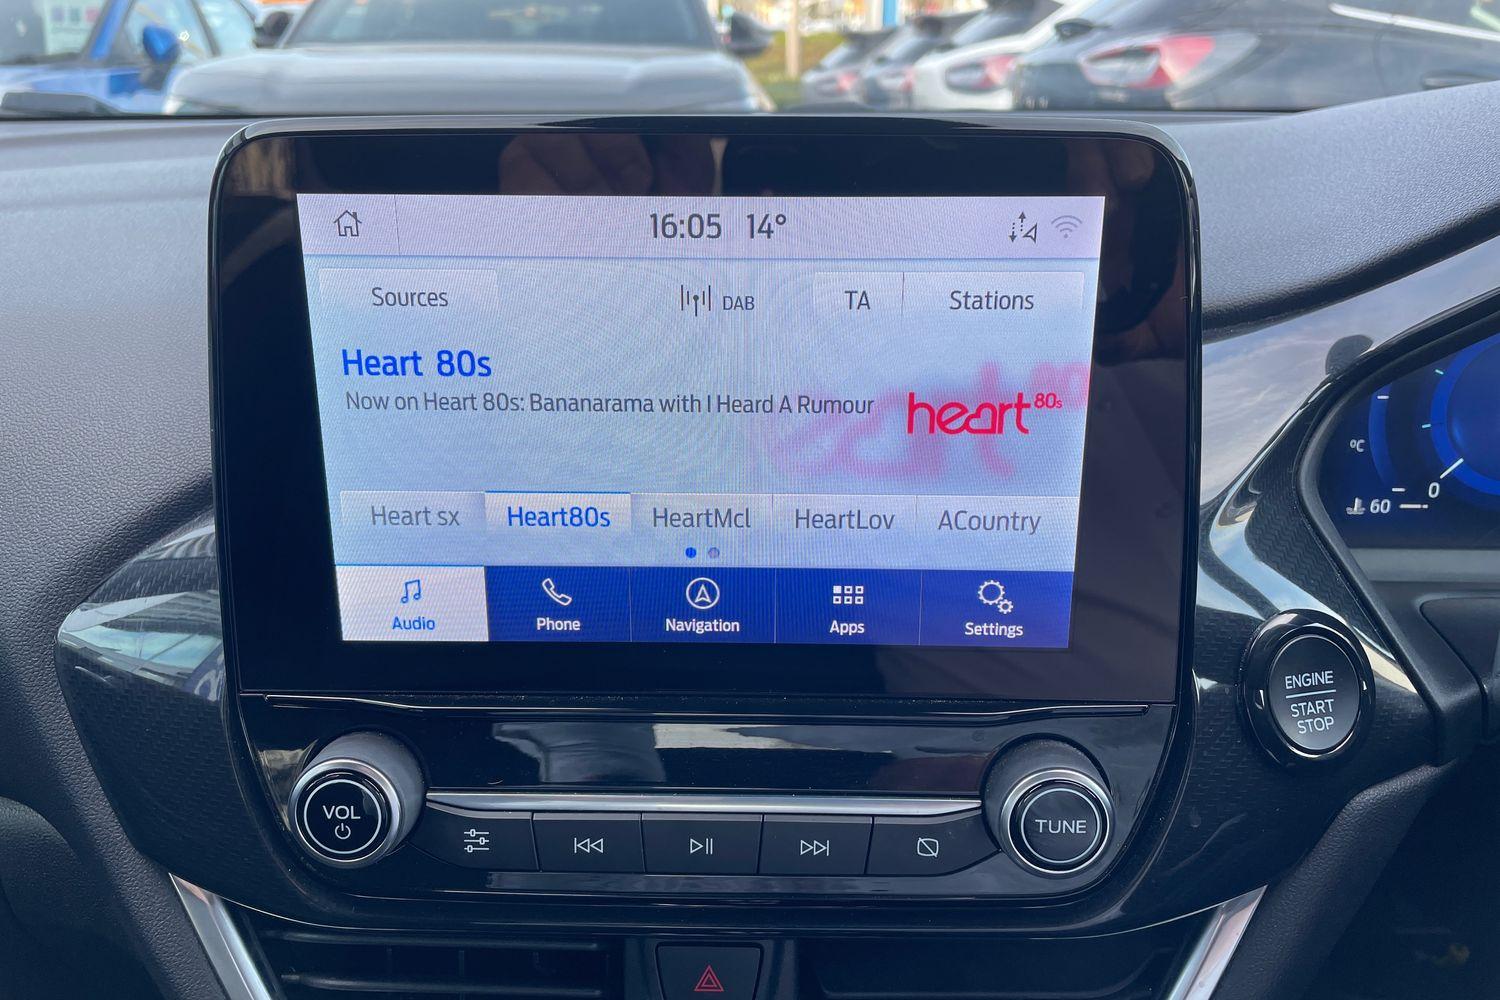 16:05 14°
Sources DAB TA Stations
Heart 80s
Now on Heart 80s: Bananarama with I Heard A Rumour
heart 80s
Heart sx Heart80s HeartMcl HeartLov ACountry
Audio Phone Navigation Apps Settings
°C
0
60
ENGINE
START
STOP
VOL
TUNE